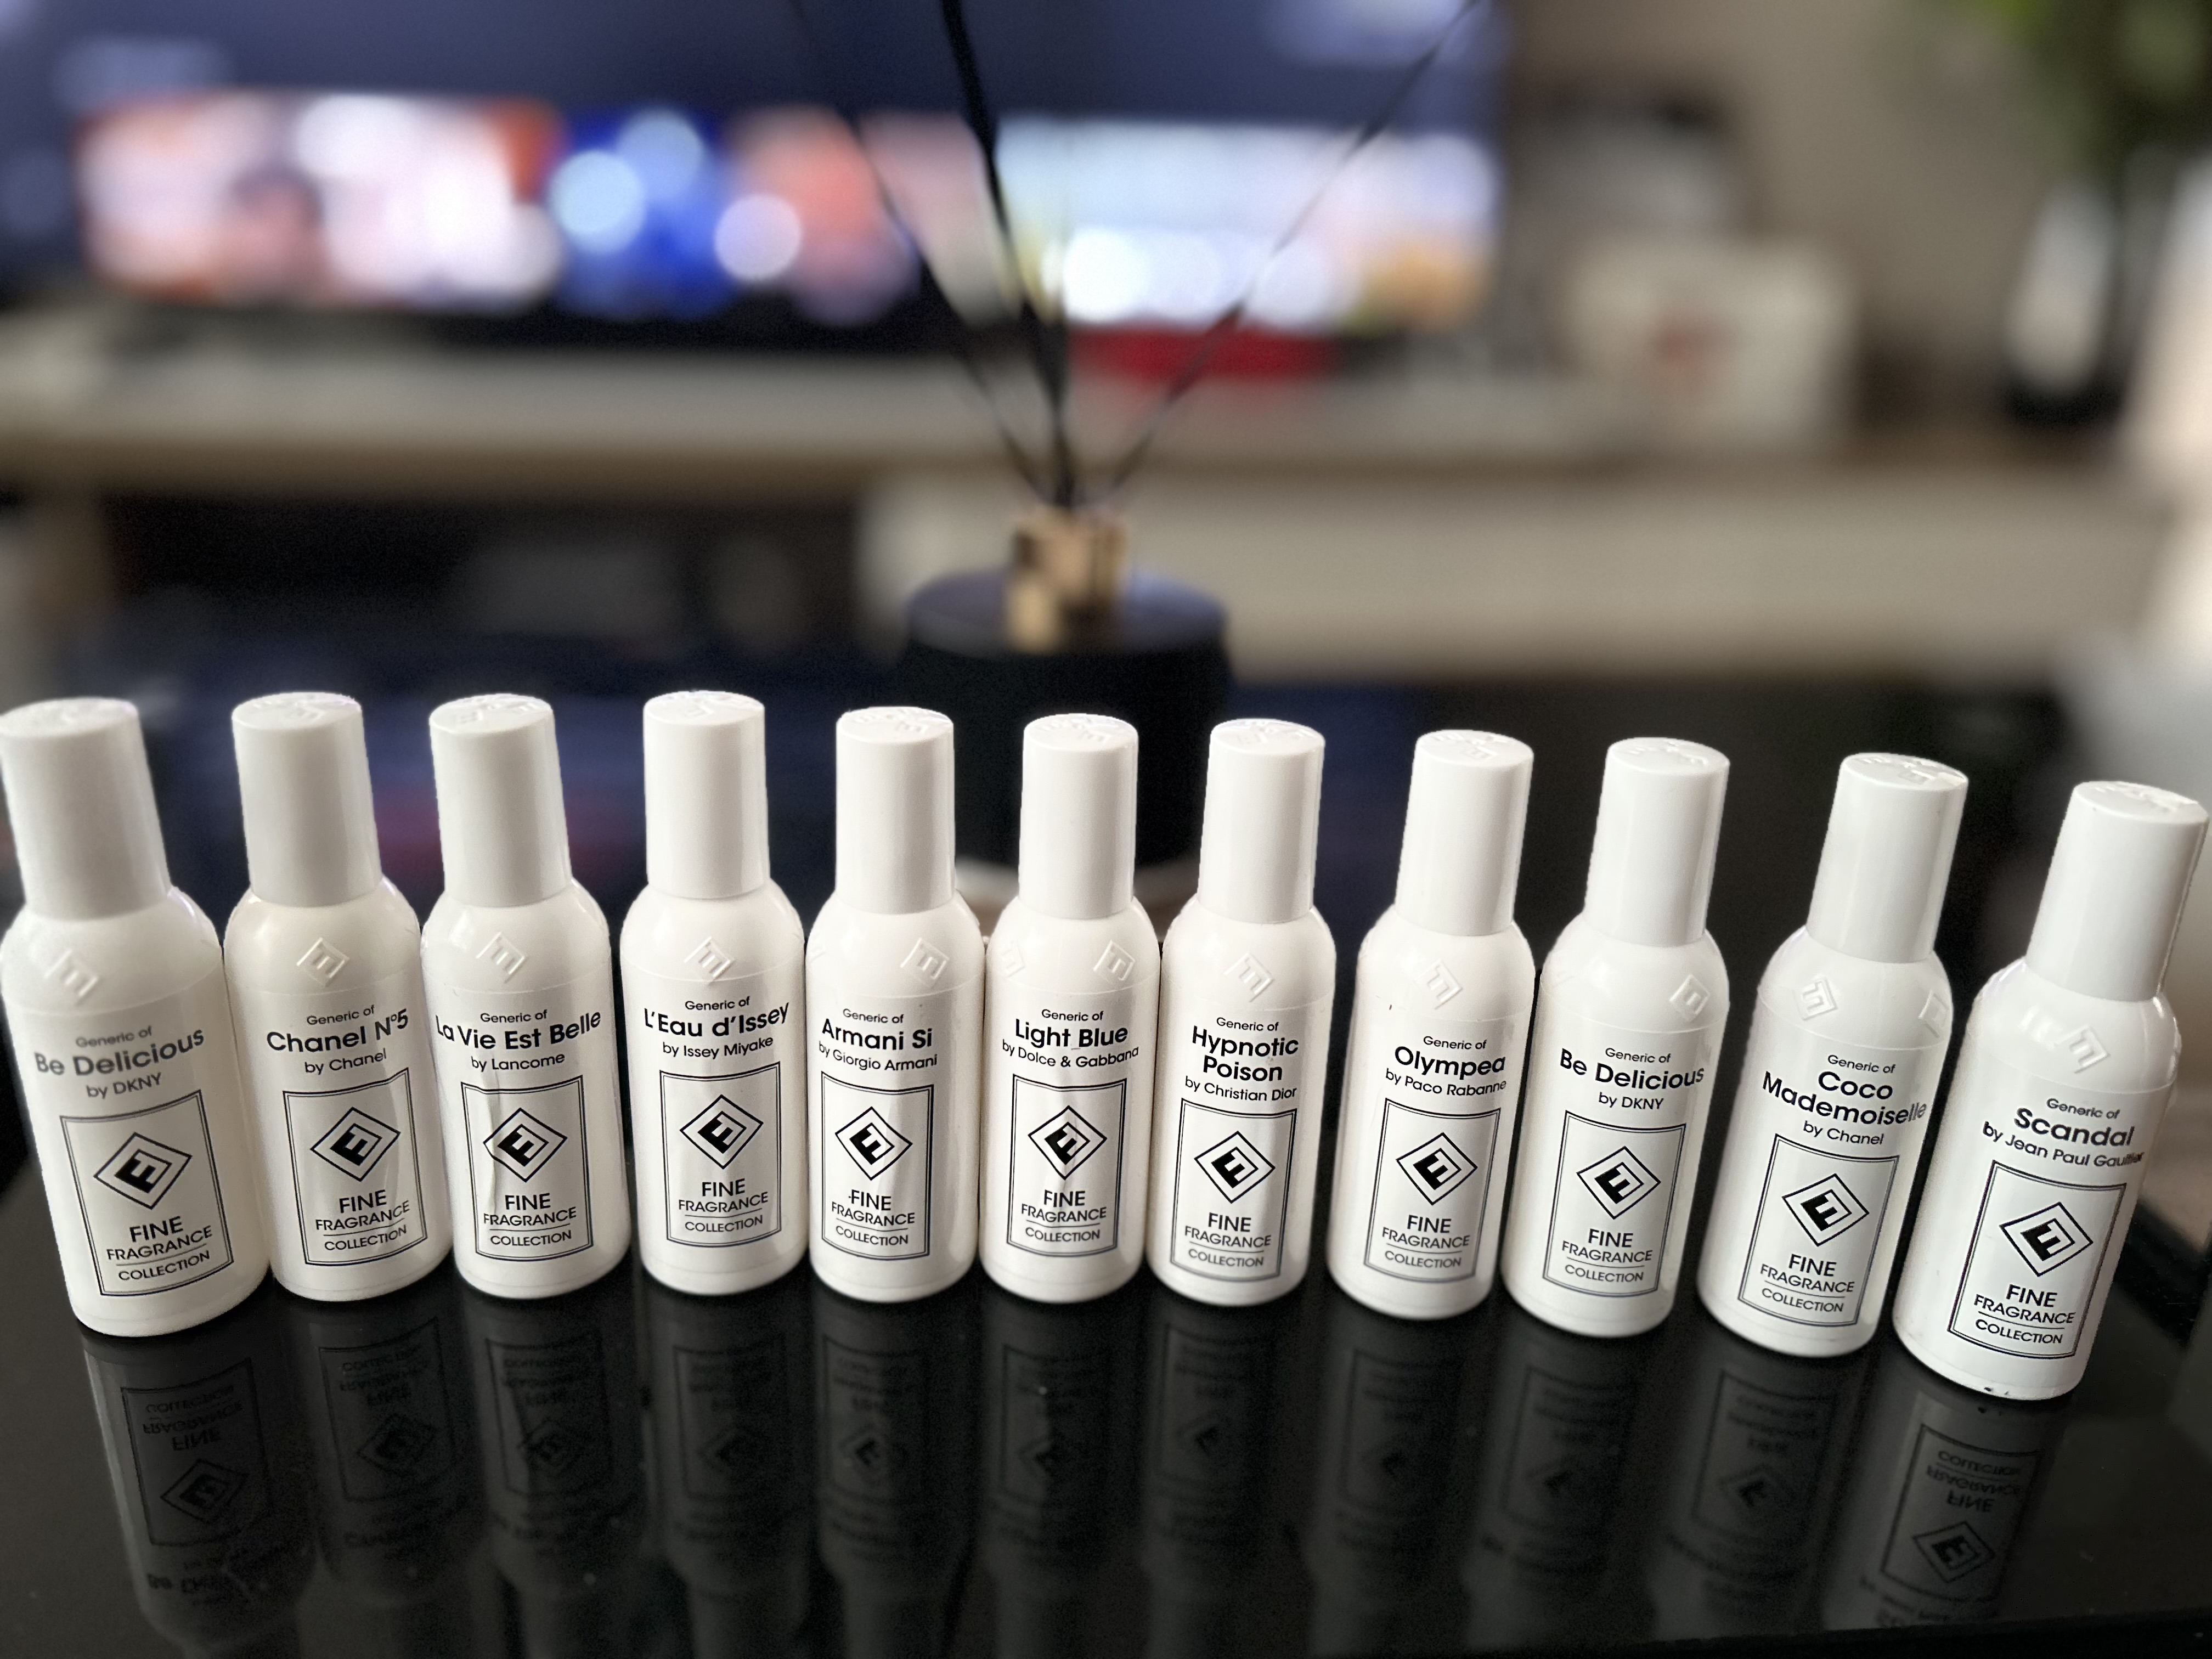 Generic of
Be Delicious
by DKNY
FINE
FRAGRANCE
COLLECTION
Generic of
Chanel Nº5
by Chanel
FINE
FRAGRANCE
COLLECTION
Generic of
La Vie Est Belle
by Lancome
FINE
FRAGRANCE
COLLECTION
Generic of
L'Eau d'Issey
by Issey Miyake
FINE
FRAGRANCE
COLLECTION
Generic of
Armani Si
by Giorgio Armani
FINE
FRAGRANCE
COLLECTION
Generic of
Light Blue
by Dolce & Gabbana
FINE
FRAGRANCE
COLLECTION
Generic of
Hypnotic
Poison
by Christian Dior
FINE
FRAGRANCE
COLLECTION
Generic of
Olympea
by Paco Rabanne
FINE
FRAGRANCE
COLLECTION
Generic of
Be Delicious
by DKNY
FINE
FRAGRANCE
COLLECTION
Generic of
Coco
Mademoiselle
by Chanel
FINE
FRAGRANCE
COLLECTION
Generic of
Scandal
by Jean Paul Gaultier
FINE
FRAGRANCE
COLLECTION